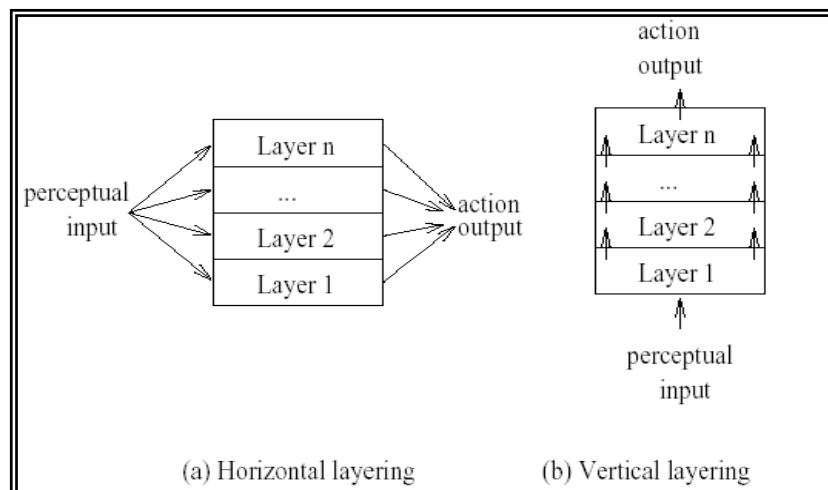 perceptual
input
Layer n
...
Layer 2
Layer 1
action
output
(a) Horizontal layering
action
output
Layer n
...
Layer 2
Layer 1
perceptual
input
(b) Vertical layering